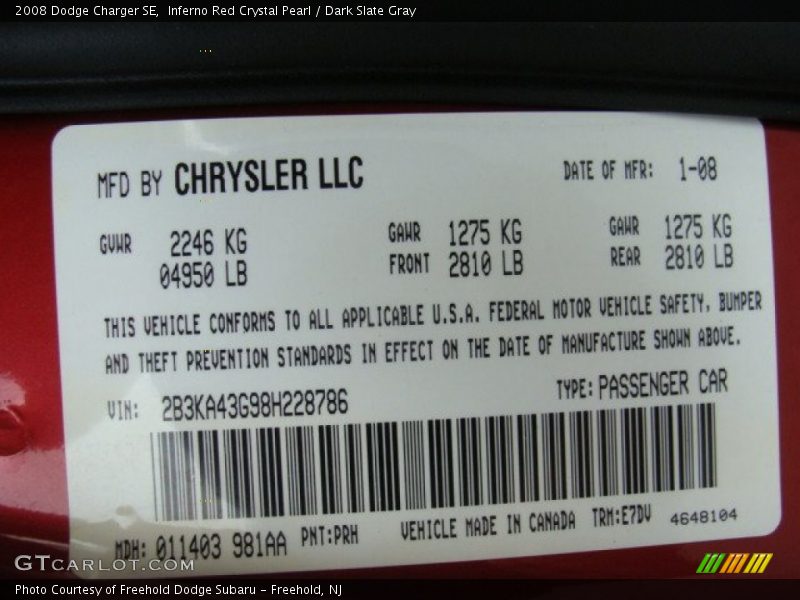 2008 Dodge Charger SE,  Inferno Red Crystal Pearl / Dark Slate Gray
MFD BY CHRYSLER LLC DATE OF MFR: 1-08
GVWR 2246 KG GAWR 1275 KG GAWR 1275 KG
04950 LB FRONT 2810 LB REAR 2810 LB
THIS VEHICLE CONFORMS TO ALL APPLICABLE U.S.A. FEDERAL MOTOR VEHICLE SAFETY, BUMPER
AND THEFT PREVENTION STANDARDS IN EFFECT ON THE DATE OF MANUFACTURE SHOWN ABOVE.
VIN: 2B3KA43G98H228786 TYPE: PASSENGER CAR
MDH: 011403 981AA PNT:PRH VEHICLE MADE IN CANADA TRM:E7DV 4648104
GTCARLOT.COM
Photo Courtesy of Freehold Dodge Subaru - Freehold, NJ